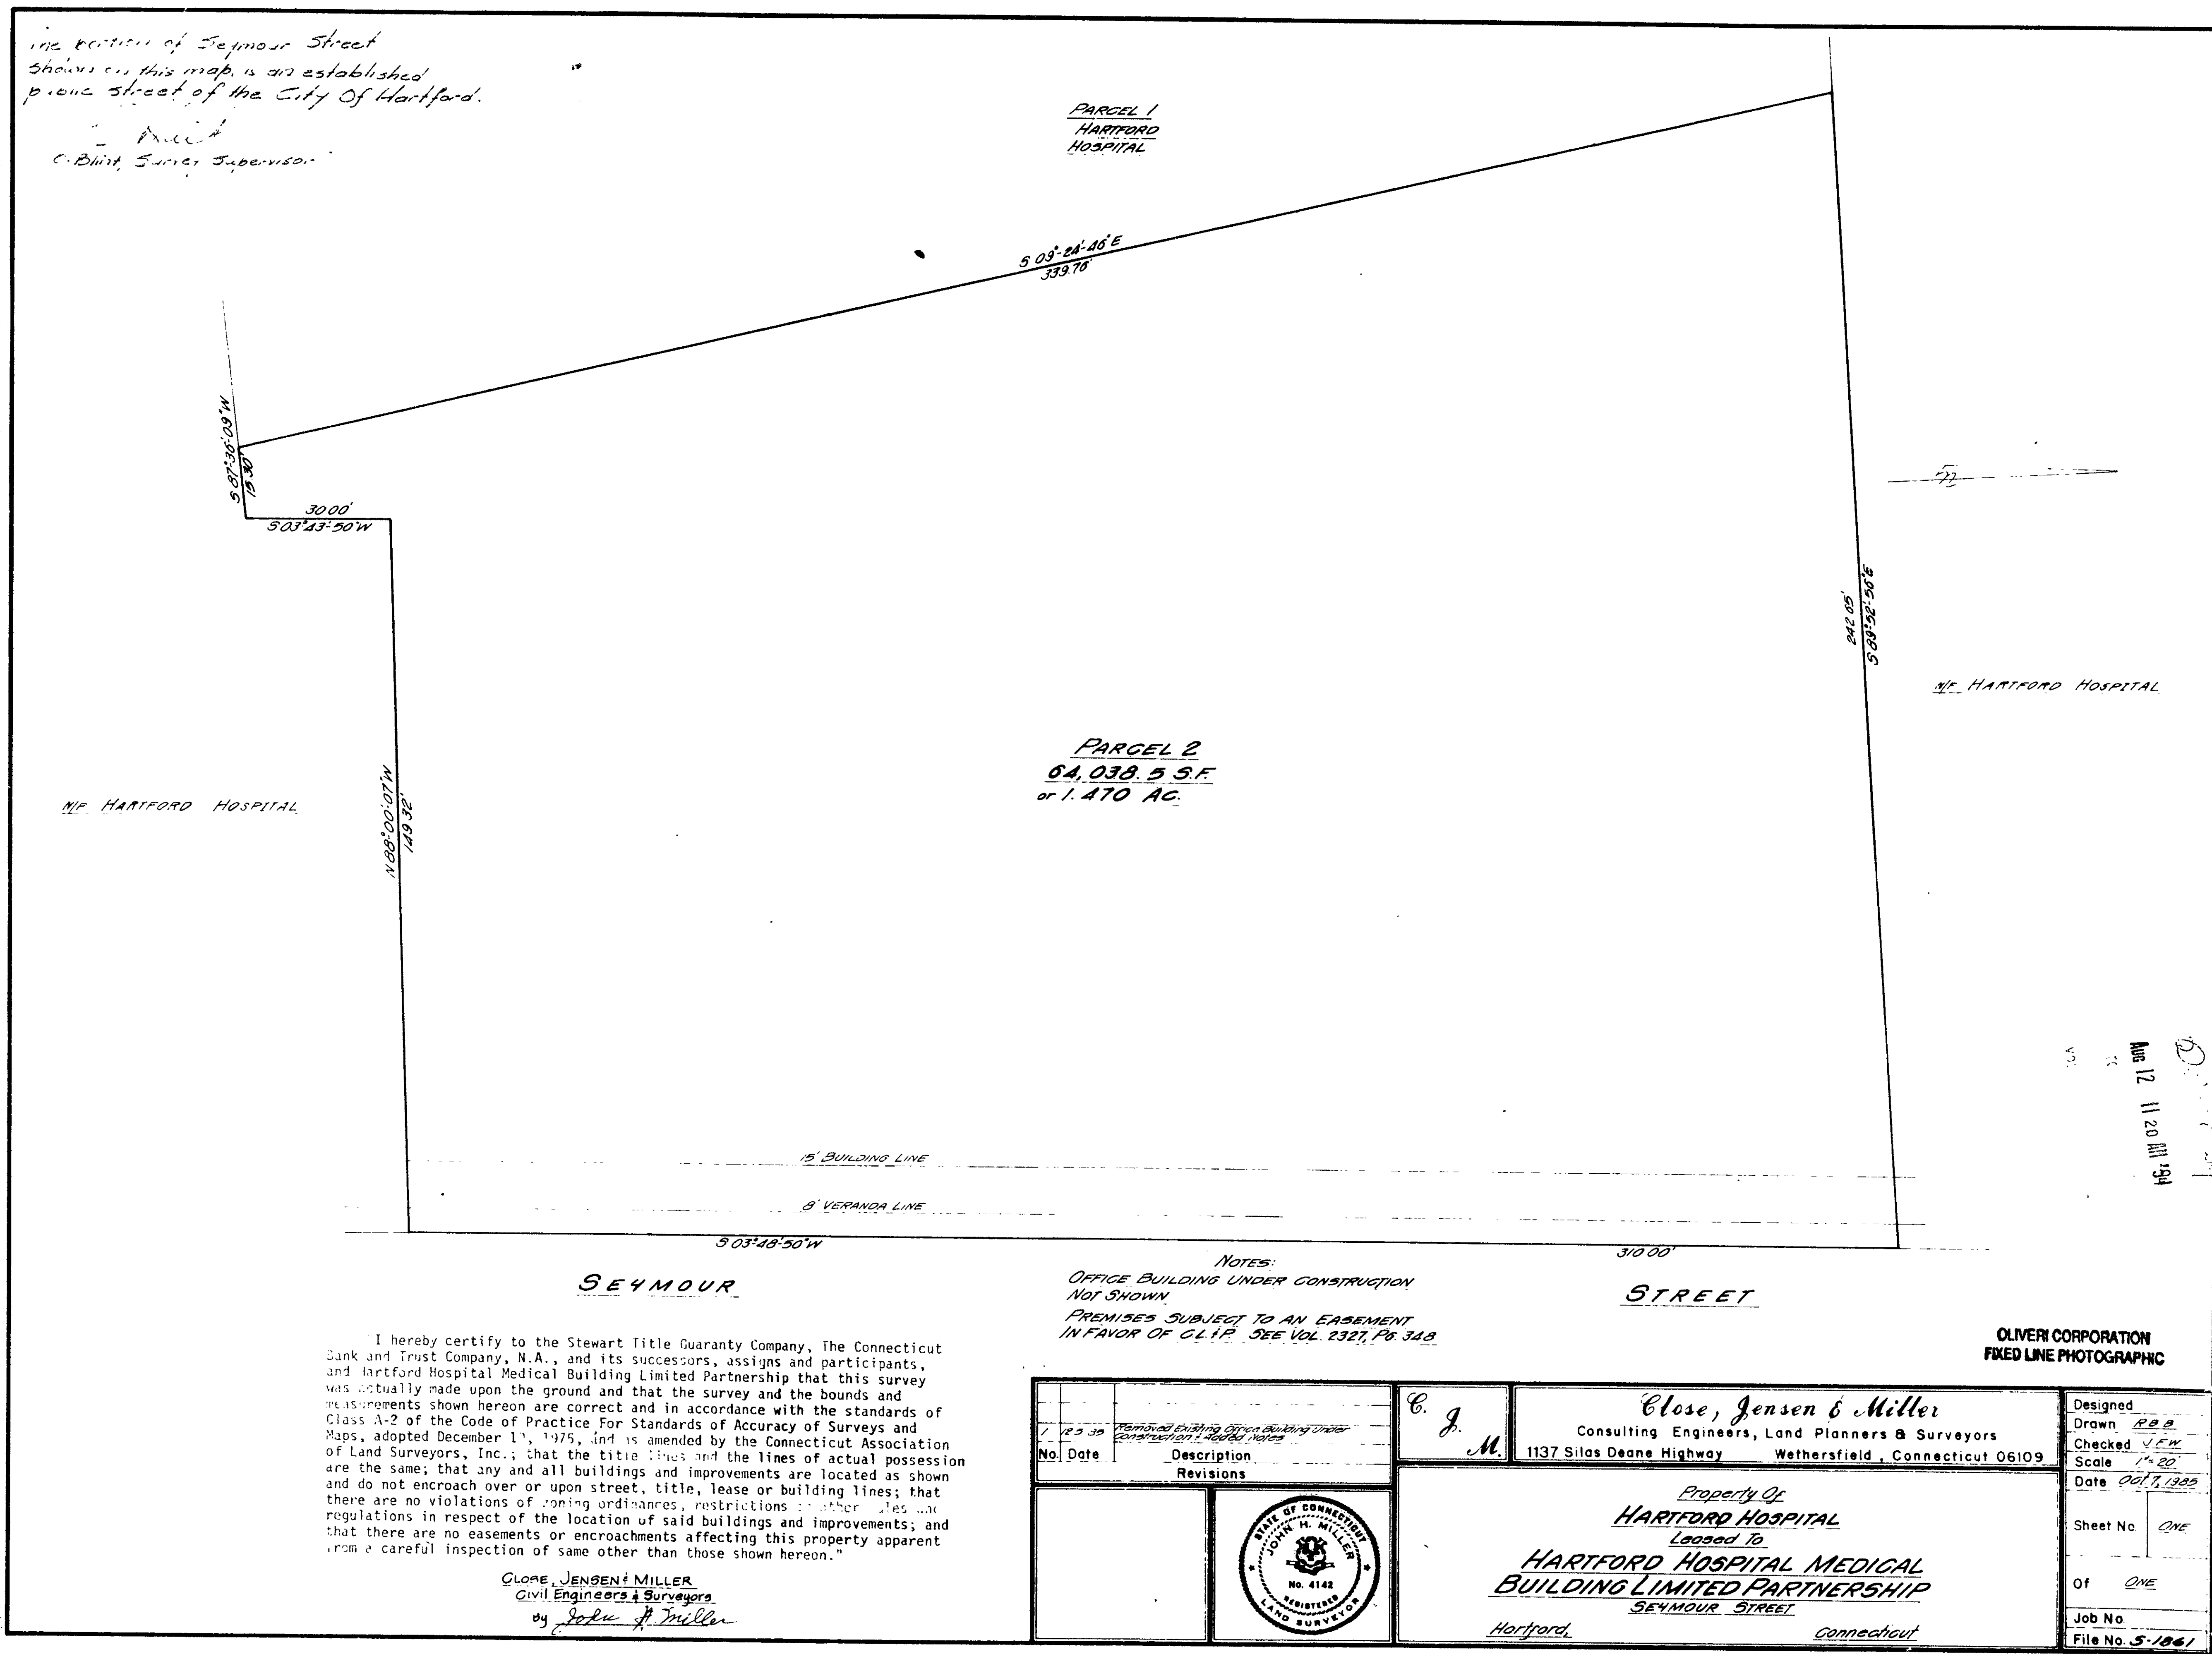 portion of Seymour Street
shown on this map, is an established
street of the City Of Hartford.
C. Blint, Survey Supervisor
PARCEL 1
HARTFORD
HOSPITAL
S 09°-24'-46" E
339.76'
S 87°-36'-09" W
15.30'
30.00'
S 03°-43'-50" W
N 88°-00'-07" W
149.32'
242.65'
S 89°-52'-56" E
N/F HARTFORD HOSPITAL
N/F HARTFORD HOSPITAL
PARCEL 2
64,038.5 S.F.
or 1.470 AC.
15' BUILDING LINE
8' VERANDA LINE
S 03°-48'-50" W
310.00'
SEYMOUR STREET
NOTES:
OFFICE BUILDING UNDER CONSTRUCTION
NOT SHOWN
PREMISES SUBJECT TO AN EASEMENT
IN FAVOR OF G.L.&P. SEE VOL. 2327, PG. 348
AUG 12 11 20 AM '94
OLIVERI CORPORATION
FIXED LINE PHOTOGRAPHIC
"I hereby certify to the Stewart Title Guaranty Company, The Connecticut
Bank and Trust Company, N.A., and its successors, assigns and participants,
and Hartford Hospital Medical Building Limited Partnership that this survey
was actually made upon the ground and that the survey and the bounds and
measurements shown hereon are correct and in accordance with the standards of
Class A-2 of the Code of Practice For Standards of Accuracy of Surveys and
Maps, adopted December 1, 1975, and as amended by the Connecticut Association
of Land Surveyors, Inc.; that the title lines and the lines of actual possession
are the same; that any and all buildings and improvements are located as shown
and do not encroach over or upon street, title, lease or building lines; that
there are no violations of zoning ordinances, restrictions or other rules and
regulations in respect of the location of said buildings and improvements; and
that there are no easements or encroachments affecting this property apparent
from a careful inspection of same other than those shown hereon."
CLOSE, JENSEN & MILLER
Civil Engineers & Surveyors
by John H. Miller
1 Removed Existing Office Building Under
Construction & Added Notes
No. Date Description
Revisions
STATE OF CONNECTICUT
JOHN H. MILLER
No. 4142
REGISTERED
LAND SURVEYOR
C. J. M.
Close, Jensen & Miller
Consulting Engineers, Land Planners & Surveyors
1137 Silas Deane Highway Wethersfield, Connecticut 06109
Property Of
HARTFORD HOSPITAL
Leased To
HARTFORD HOSPITAL MEDICAL
BUILDING LIMITED PARTNERSHIP
SEYMOUR STREET
Hartford, Connecticut
Designed
Drawn RBB
Checked JFW
Scale 1"=20'
Date Oct 7, 1985
Sheet No. ONE
Of ONE
Job No.
File No. S-1861